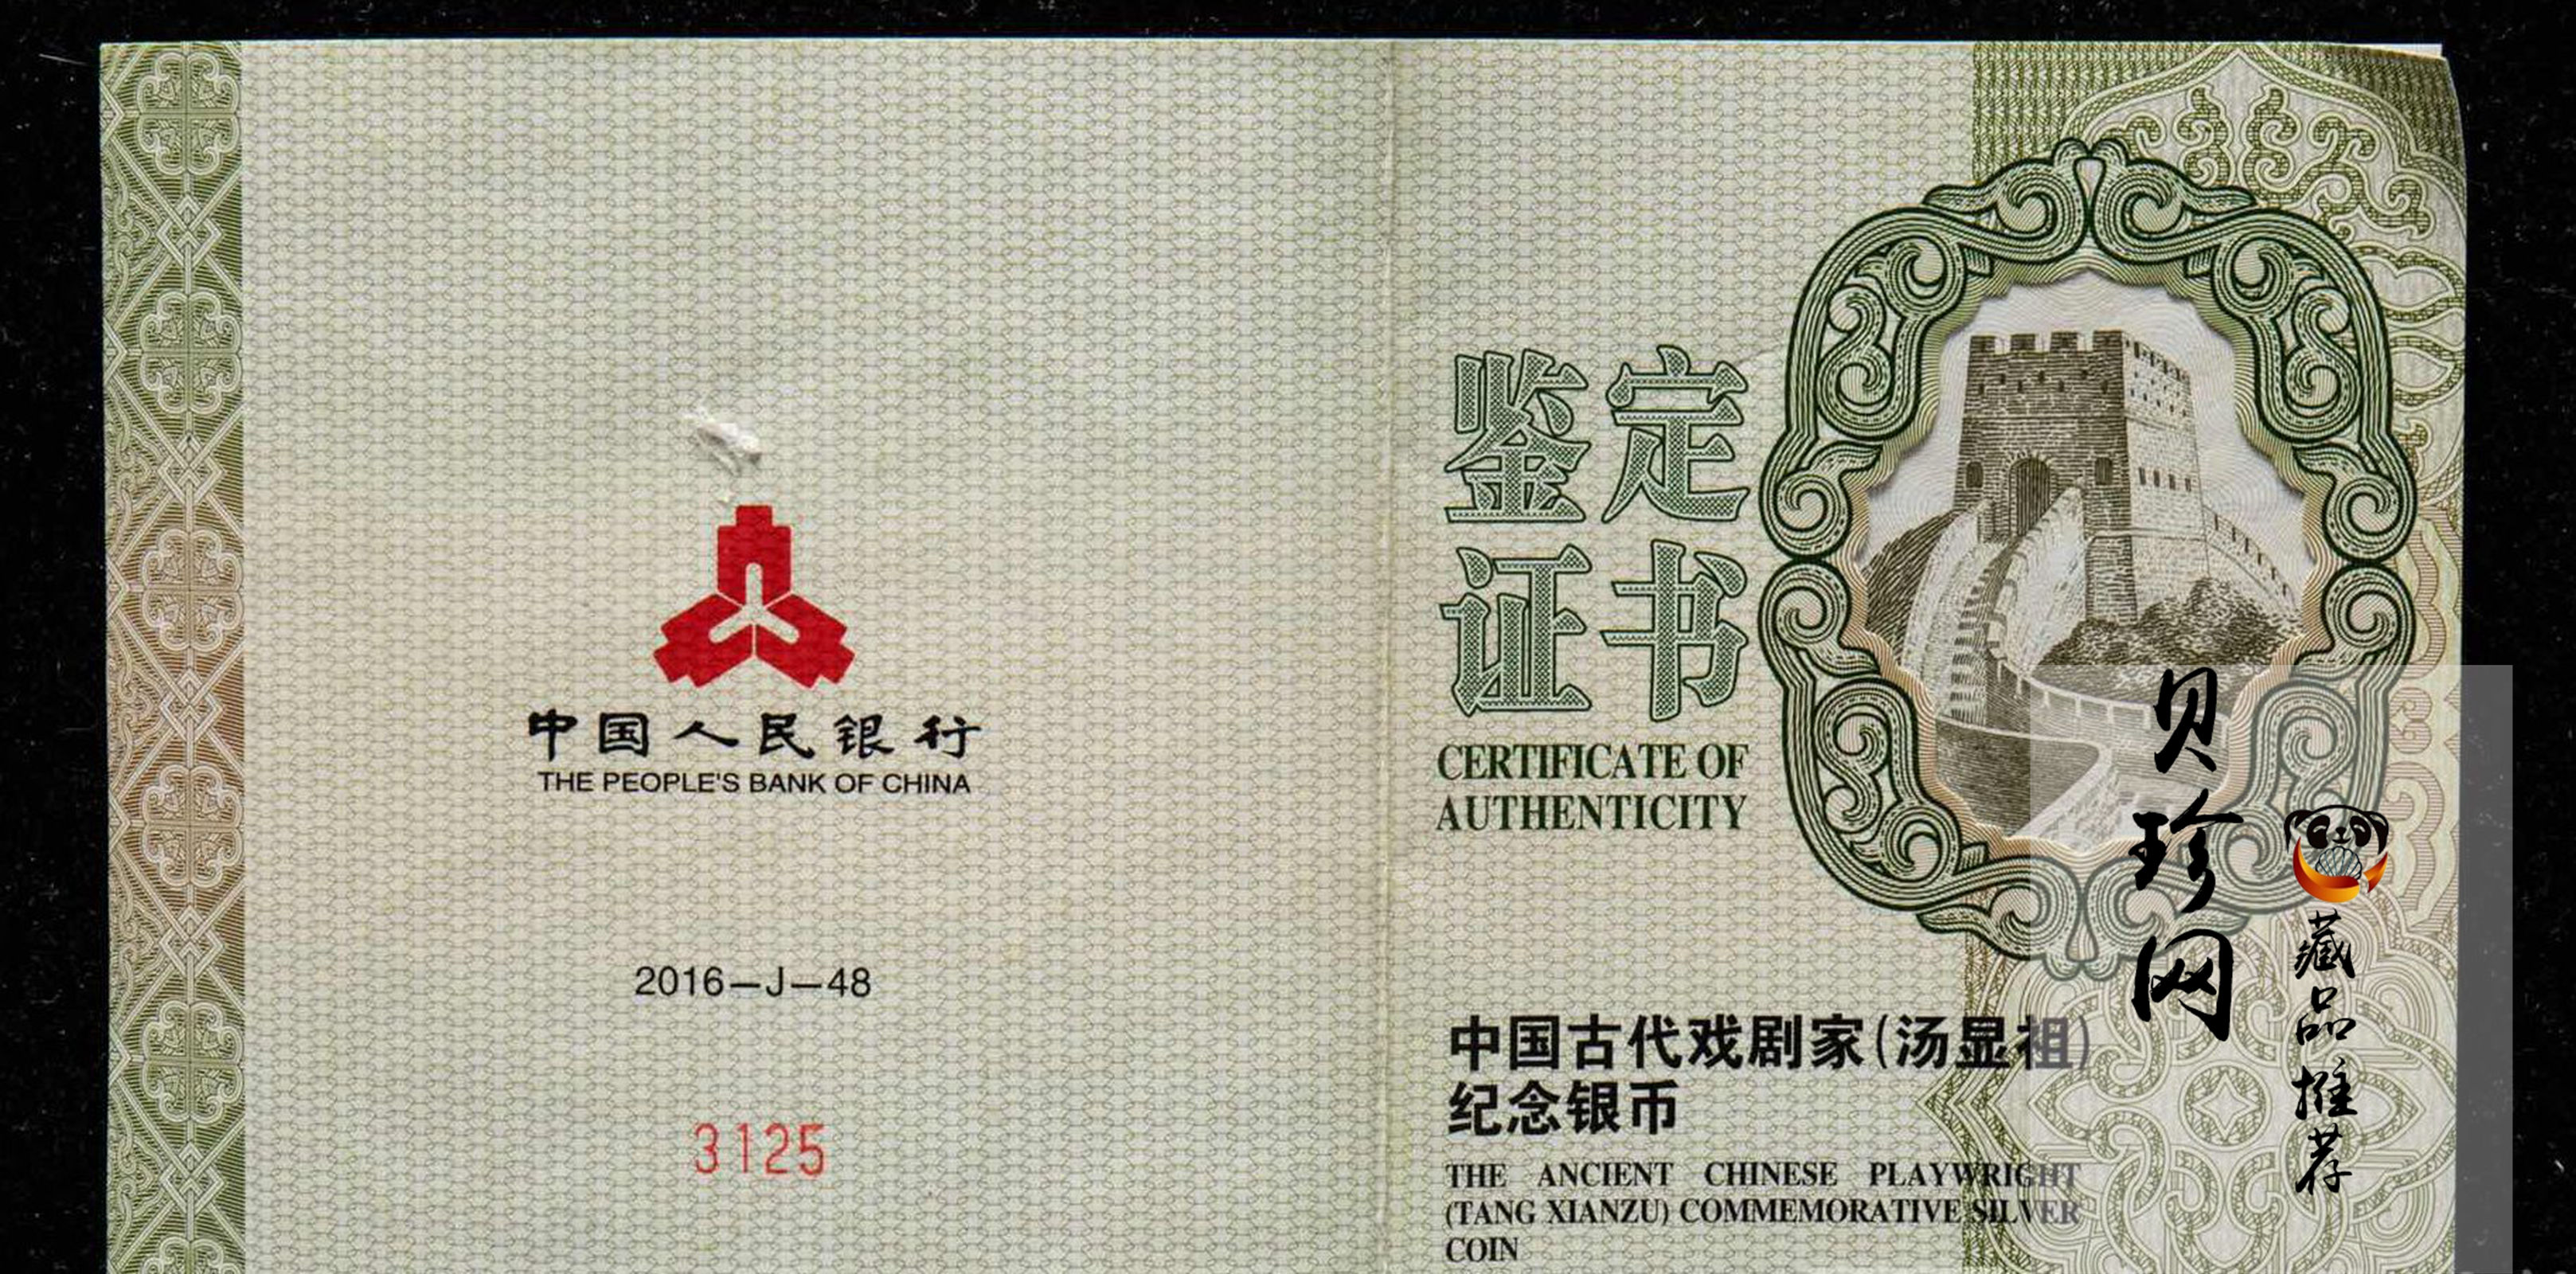 中国人民银行
THE PEOPLE'S BANK OF CHINA
2016—J—48
3125
鉴定
证书
CERTIFICATE OF
AUTHENTICITY
中国古代戏剧家(汤显祖)
纪念银币
THE ANCIENT CHINESE PLAYWRIGHT
(TANG XIANZU) COMMEMORATIVE SILVER
COIN
贝珍网
藏品推荐